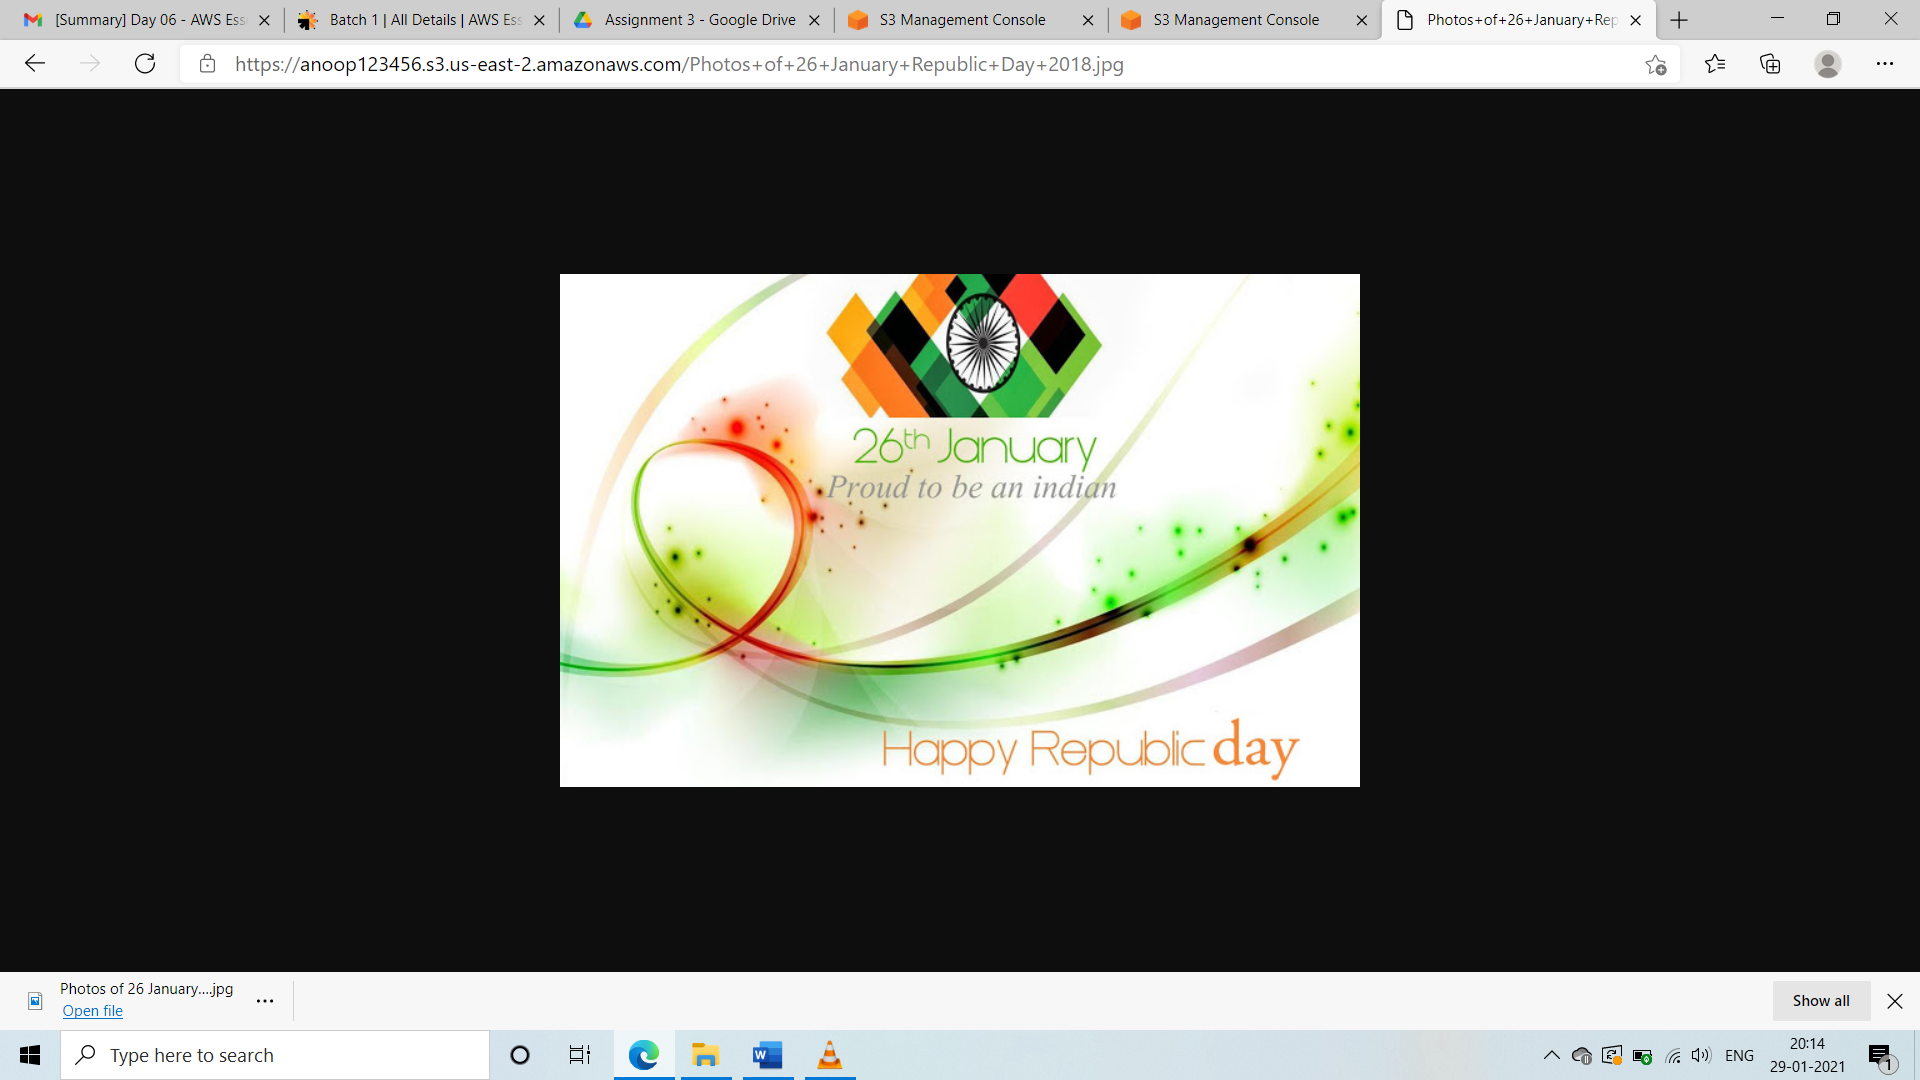 [Summary] Day 06 - AWS Ess
Batch 1 | All Details | AWS Ess
Assignment 3 - Google Drive
S3 Management Console
S3 Management Console
Photos+of+26+January+Rep
https://anoop123456.s3.us-east-2.amazonaws.com/Photos+of+26+January+Republic+Day+2018.jpg
26th January
Proud to be an indian
Happy Republic day
Photos of 26 January....jpg
Open file
Show all
Type here to search
ENG
20:14
29-01-2021
1